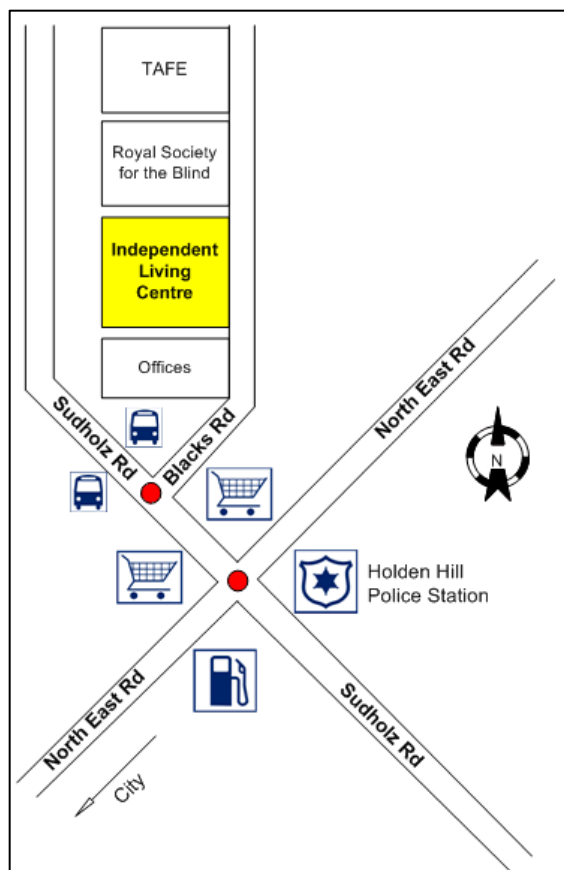 TAFE
Royal Society
for the Blind
Independent
Living
Centre
Offices
Sudholz Rd
Blacks Rd
North East Rd
N
Holden Hill
Police Station
North East Rd
Sudholz Rd
City